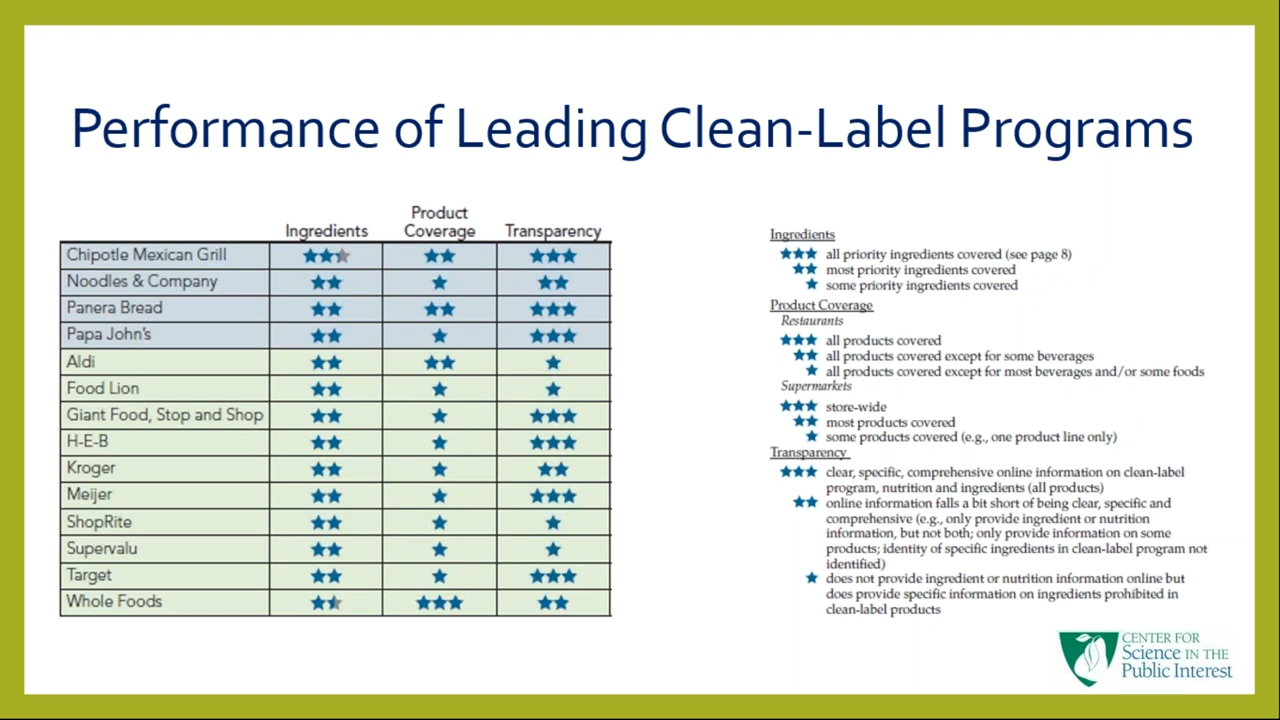 Performance of Leading Clean-Label Programs
Ingredients Product Coverage Transparency
Chipotle Mexican Grill
Noodles & Company
Panera Bread
Papa John's
Aldi
Food Lion
Giant Food, Stop and Shop
H-E-B
Kroger
Meijer
ShopRite
Supervalu
Target
Whole Foods
Ingredients
all priority ingredients covered (see page 8)
most priority ingredients covered
some priority ingredients covered
Product Coverage
Restaurants
all products covered
all products covered except for some beverages
all products covered except for most beverages and/or some foods
Supermarkets
store-wide
most products covered
some products covered (e.g., one product line only)
Transparency
clear, specific, comprehensive online information on clean-label
program, nutrition and ingredients (all products)
online information falls a bit short of being clear, specific and
comprehensive (e.g., only provide ingredient or nutrition
information, but not both; only provide information on some
products; identity of specific ingredients in clean-label program not
identified)
does not provide ingredient or nutrition information online but
does provide specific information on ingredients prohibited in
clean-label products
CENTER FOR
Science IN THE
Public Interest